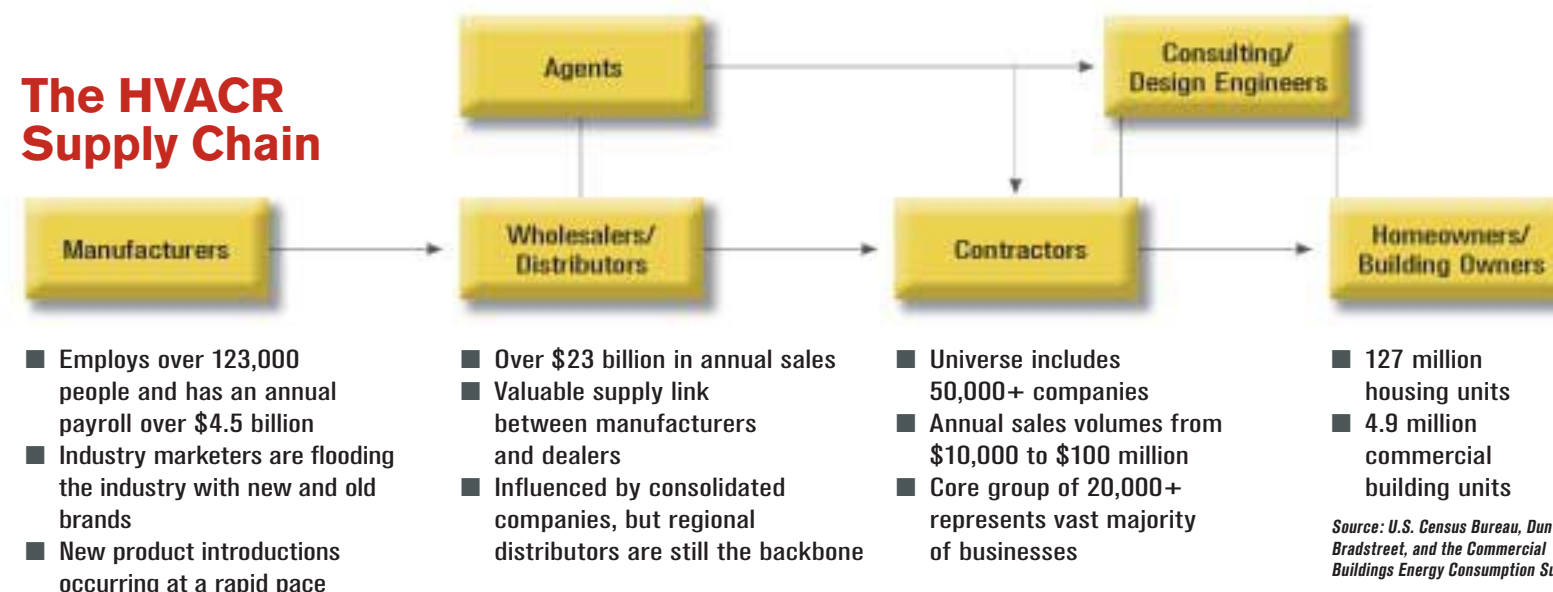 The HVACR
Supply Chain
Agents
Consulting/
Design Engineers
Manufacturers
Wholesalers/
Distributors
Contractors
Homeowners/
Building Owners
■ Employs over 123,000
people and has an annual
payroll over $4.5 billion
■ Industry marketers are flooding
the industry with new and old
brands
■ New product introductions
occurring at a rapid pace
■ Over $23 billion in annual sales
■ Valuable supply link
between manufacturers
and dealers
■ Influenced by consolidated
companies, but regional
distributors are still the backbone
■ Universe includes
50,000+ companies
■ Annual sales volumes from
$10,000 to $100 million
■ Core group of 20,000+
represents vast majority
of businesses
■ 127 million
housing units
■ 4.9 million
commercial
building units
Source: U.S. Census Bureau, Dun
Bradstreet, and the Commercial
Buildings Energy Consumption Su